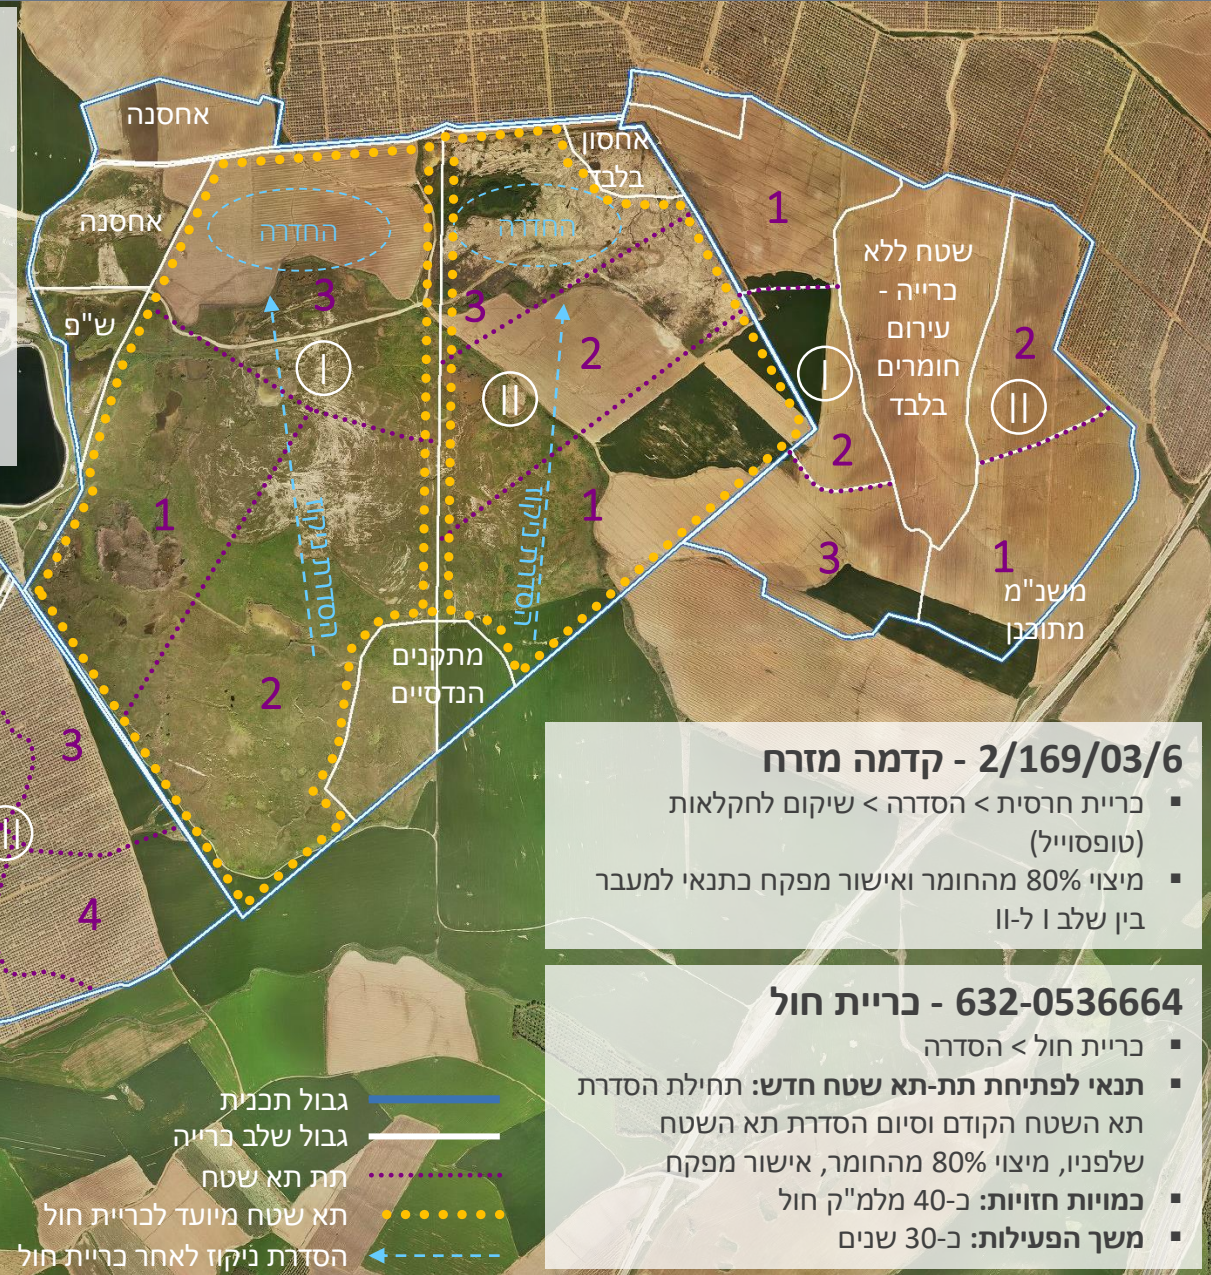 אחסנה
אחסון
בלבד
1
אחסנה
החדרה
החדרה
שטח ללא
כרייה -
עירום
חומרים
בלבד
ש"פ
3
3
2
2
I
II
I
II
2
1
1
הסדרת ניקוז
הסדרת ניקוז
3
1
משנ"מ
מתוכנן
מתקנים
הנדסיים
2
3
II
4
2/169/03/6 - קדמה מזרח
▪ כריית חרסית > הסדרה > שיקום לחקלאות
(טופסוייל)
▪ מיצוי 80% מהחומר ואישור מפקח כתנאי למעבר
בין שלב I ל-II
632-0536664 - כריית חול
▪ כריית חול > הסדרה
▪ תנאי לפתיחת תת-תא שטח חדש: תחילת הסדרת
תא השטח הקודם וסיום הסדרת תא השטח
שלפניו, מיצוי 80% מהחומר, אישור מפקח
▪ כמויות חזויות: כ-40 מלמ"ק חול
▪ משך הפעילות: כ-30 שנים
גבול תכנית
גבול שלב כרייה
תת תא שטח
תא שטח מיועד לכריית חול
הסדרת ניקוז לאחר כריית חול